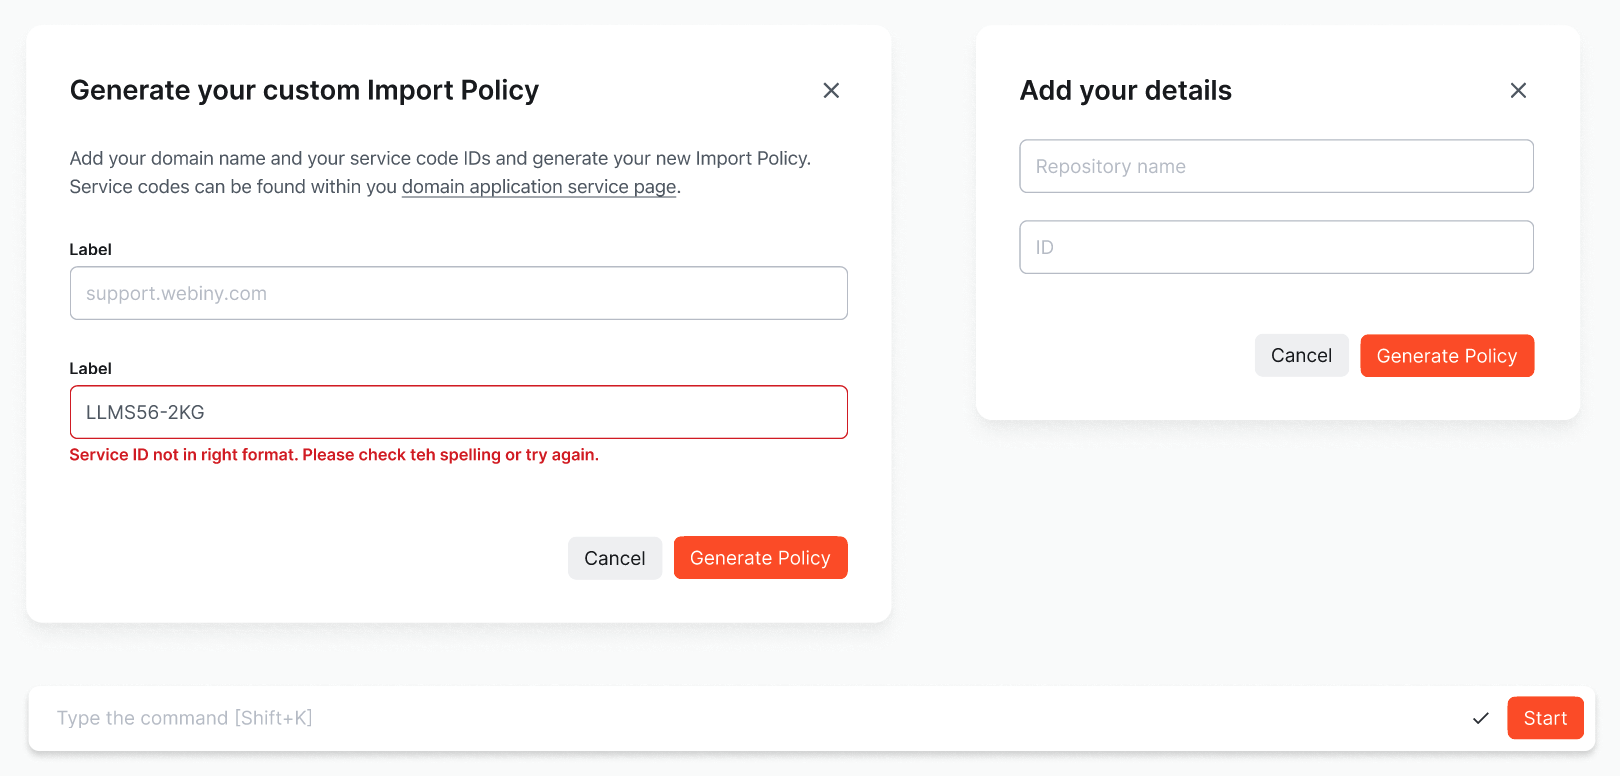 Generate your custom Import Policy
Add your domain name and your service code IDs and generate your new Import Policy.
Service codes can be found within you domain application service page.
Label
support.webiny.com
Label
LLMS56-2KG
Service ID not in right format. Please check teh spelling or try again.
Cancel
Generate Policy
Add your details
Repository name
ID
Cancel
Generate Policy
Type the command [Shift+K]
Start